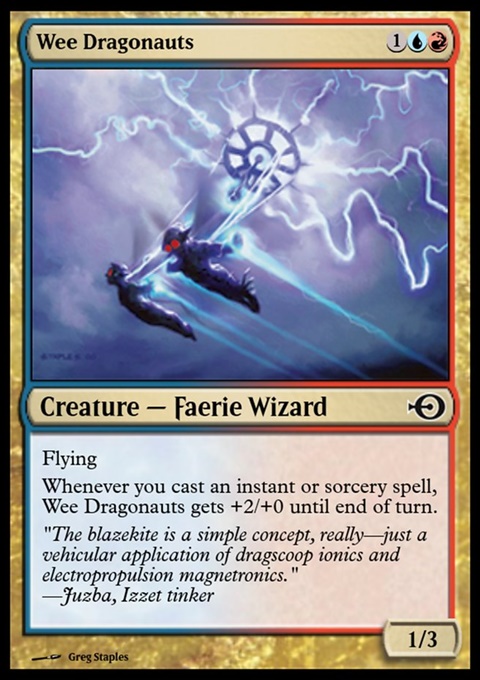 Wee Dragonauts 1
Creature — Faerie Wizard
Flying
Whenever you cast an instant or sorcery spell,
Wee Dragonauts gets +2/+0 until end of turn.
"The blazekite is a simple concept, really—just a
vehicular application of dragscoop ionics and
electropulsion magnetronics."
—Juzba, Izzet tinker
1/3
Greg Staples